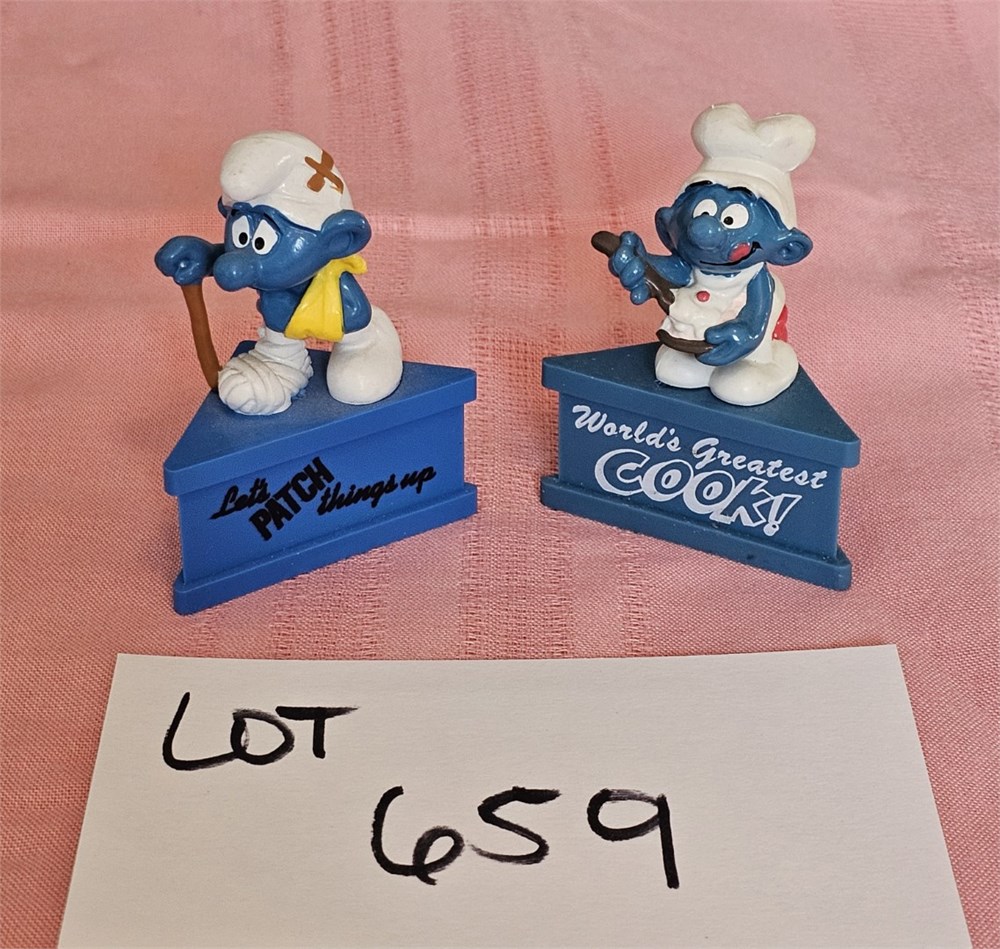 Let's
PATCH
things up
World's Greatest
COOK!
LOT
659